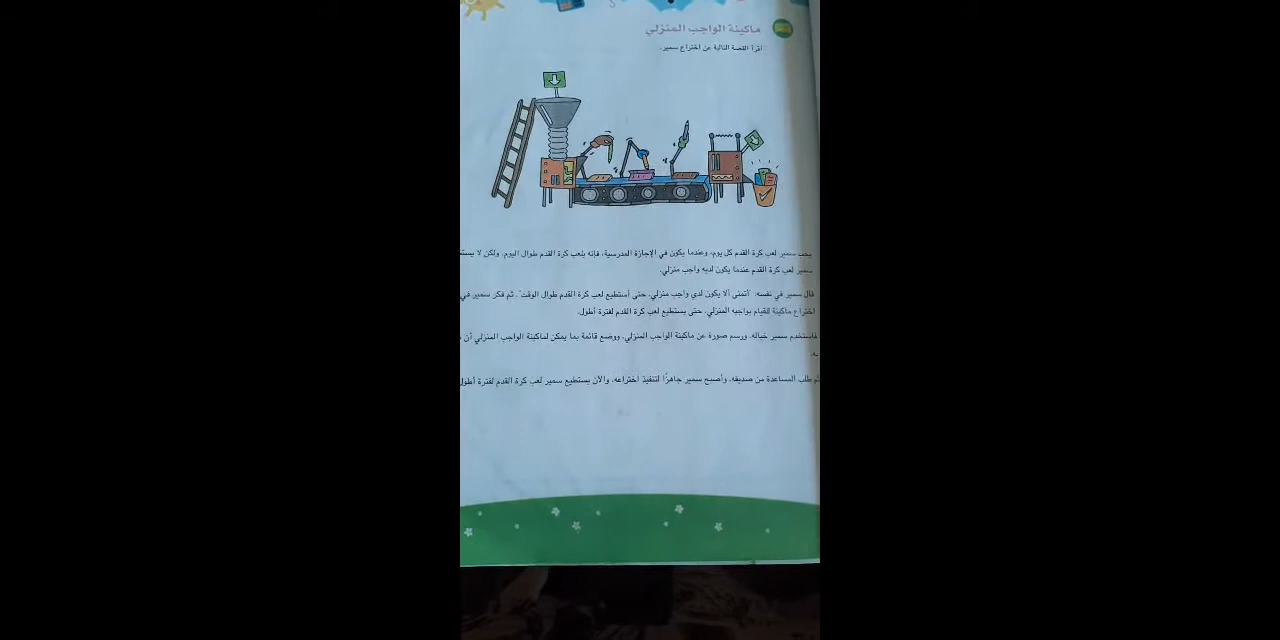 ماكينة الواجب المنزلي
اقرأ القصة التالية عن اختراع سمير.
يحب سمير لعب كرة القدم كل يوم، وعندما يكون في الإجازة المدرسية، فإنه يلعب كرة القدم طوال اليوم. ولكن لا
سمير لعب كرة القدم عندما يكون لديه واجب منزلي.
قال سمير في نفسه: "أتمنى ألا يكون لدي واجب منزلي، حتى أستطيع لعب كرة القدم طوال الوقت". ثم فكر سمير في
اختراع ماكينة للقيام بواجبه المنزلي، حتى يستطيع لعب كرة القدم لفترة أطول.
فاستخدم سمير خياله، ورسم صورة عن ماكينة الواجب المنزلي، ووضع قائمة بما يمكن لماكينة الواجب المنزلي أن
به.
ثم طلب المساعدة من صديقه، وأصبح سمير جاهزًا لتنفيذ اختراعه، والآن يستطيع سمير لعب كرة القدم لفترة أطول